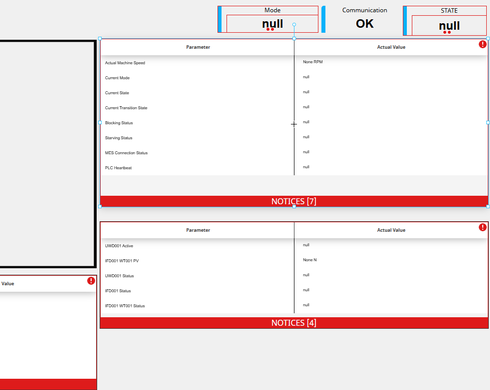 Mode
null
Communication
OK
STATE
null
Parameter Actual Value
Actual Machine Speed None RPM
Current Mode null
Current State null
Current Transition State null
Blocking Status null
Starving Status null
MES Connection Status null
PLC Heartbeat null
NOTICES [7]
Parameter Actual Value
UWD001 Active null
ITD001 WT001 PV None N
UWD001 Status null
ITD001 Status null
ITD001 WT001 Status null
NOTICES [4]
Value